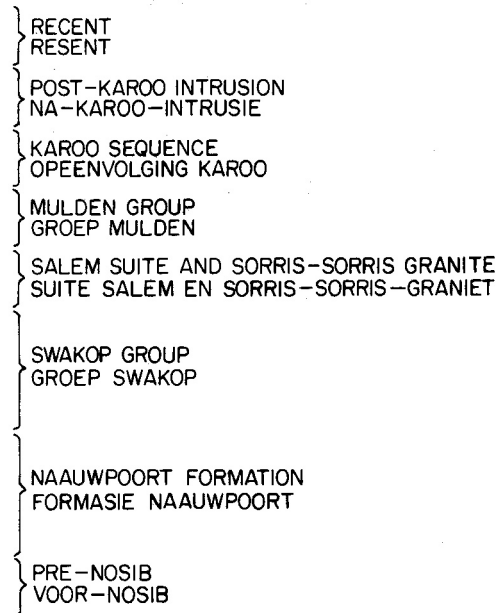 RECENT
RESENT
POST-KAROO INTRUSION
NA-KAROO-INTRUSIE
KAROO SEQUENCE
OPEENVOLGING KAROO
MULDEN GROUP
GROEP MULDEN
SALEM SUITE AND SORRIS-SORRIS GRANITE
SUITE SALEM EN SORRIS-SORRIS-GRANIET
SWAKOP GROUP
GROEP SWAKOP
NAAUWPOORT FORMATION
FORMASIE NAAUWPOORT
PRE-NOSIB
VOOR-NOSIB